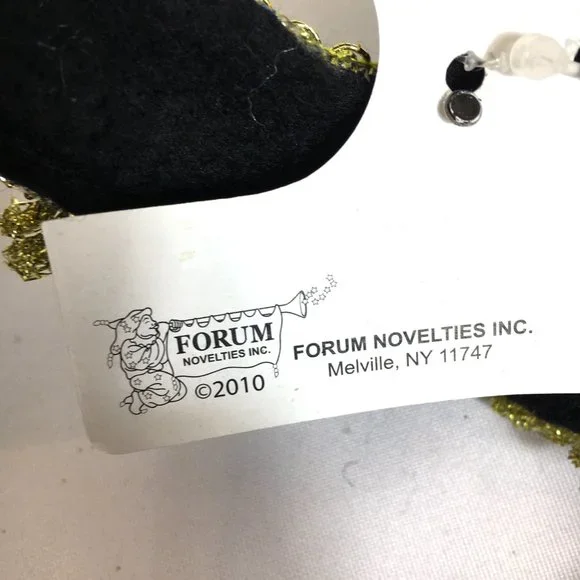 FORUM
NOVELTIES INC.
©2010
FORUM NOVELTIES INC.
Melville, NY 11747